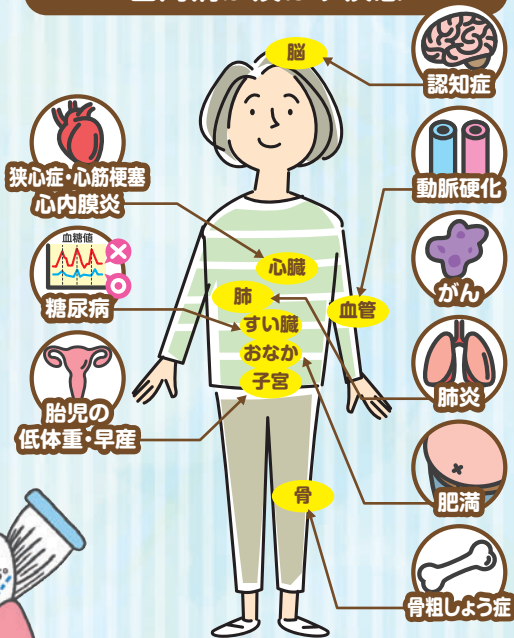 脳
認知症
狭心症・心筋梗塞
心内膜炎
動脈硬化
血糖値
糖尿病
心臓
肺
すい臓
おなか
子宮
血管
がん
胎児の
低体重・早産
肺炎
肥満
骨
骨粗しょう症